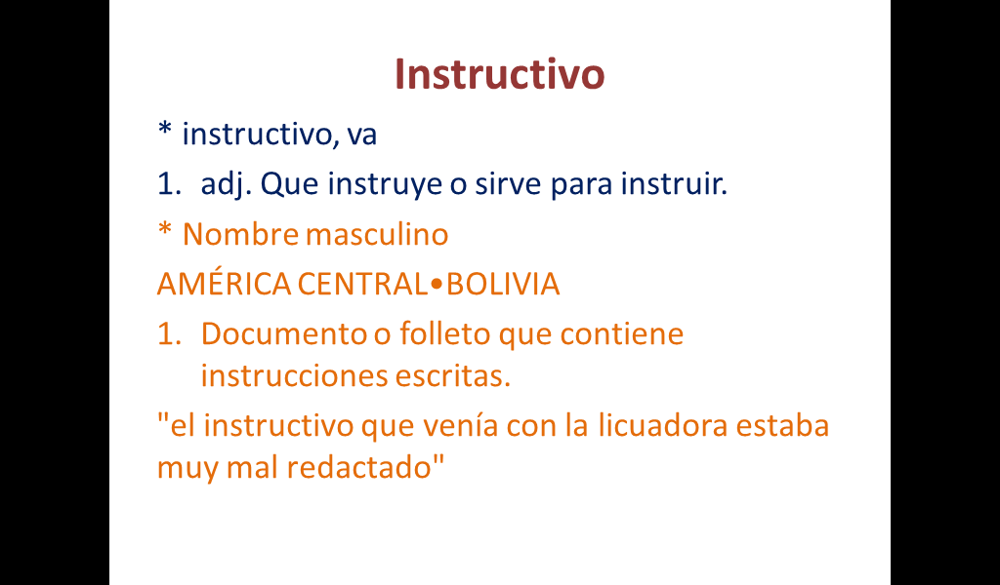 Instructivo
* instructivo, va
1. adj. Que instruye o sirve para instruir.
* Nombre masculino
AMÉRICA CENTRAL•BOLIVIA
1. Documento o folleto que contiene
instrucciones escritas.
"el instructivo que venía con la licuadora estaba
muy mal redactado"